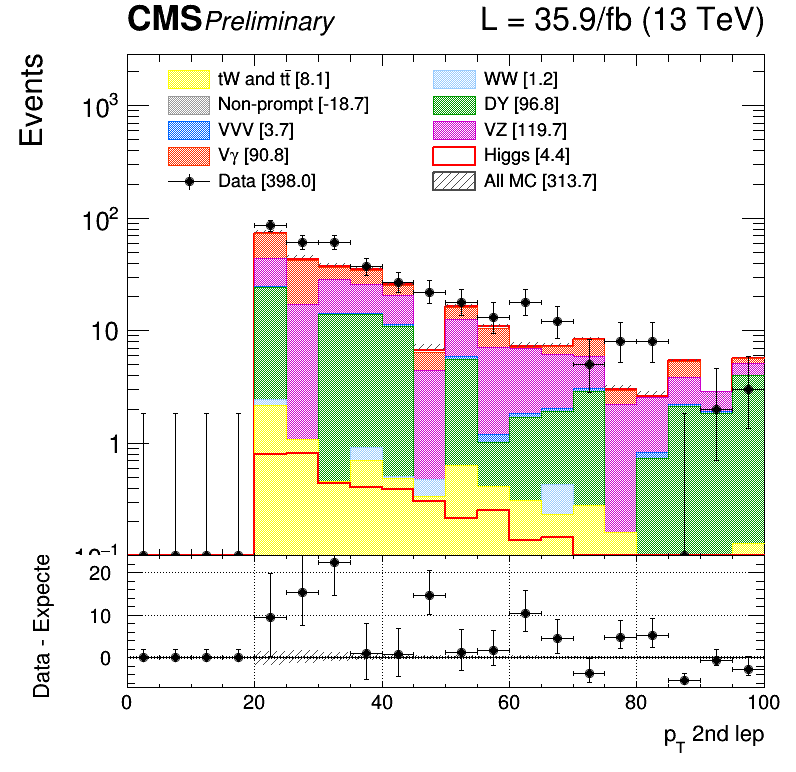 CMS Preliminary L = 35.9/fb (13 TeV)
Events
tW and tt̄ [8.1] WW [1.2]
Non-prompt [-18.7] DY [96.8]
VVV [3.7] VZ [119.7]
Vγ [90.8] Higgs [4.4]
Data [398.0] All MC [313.7]
10³
10²
10
1
10⁻¹
Data - Expecte
20
10
0
0 20 40 60 80 100
p_T 2nd lep